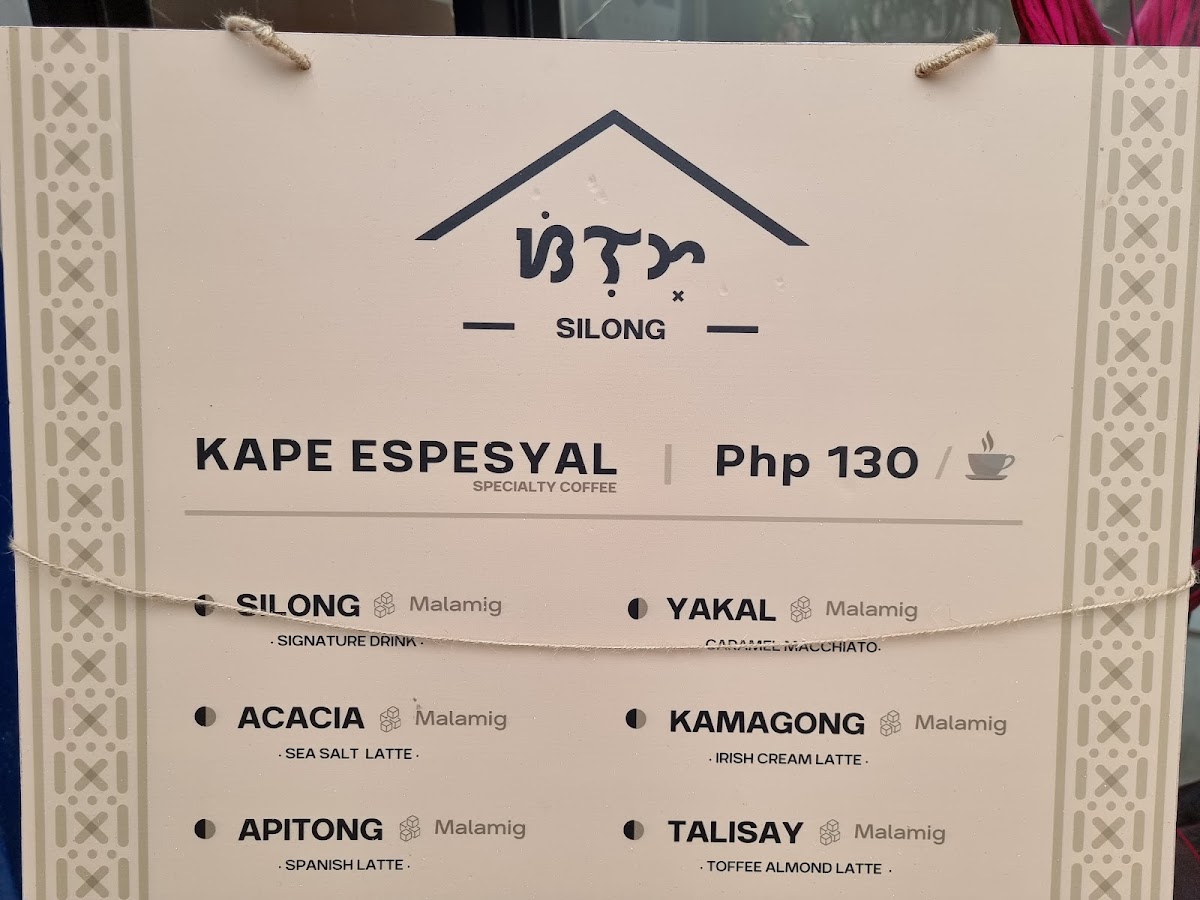 ᜐᜒᜎᜓᜅ᜔
SILONG
KAPE ESPESYAL | Php 130 /
SPECIALTY COFFEE
SILONG Malamig
· SIGNATURE DRINK ·
YAKAL Malamig
· CARAMEL MACCHIATO ·
ACACIA Malamig
· SEA SALT LATTE ·
KAMAGONG Malamig
· IRISH CREAM LATTE ·
APITONG Malamig
· SPANISH LATTE ·
TALISAY Malamig
· TOFFEE ALMOND LATTE ·